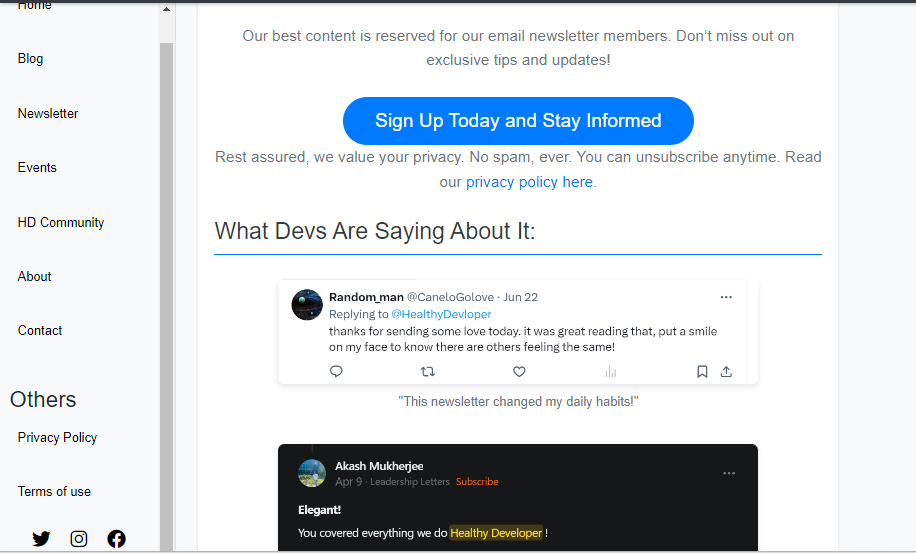 Home
Blog
Newsletter
Events
HD Community
About
Contact
Others
Privacy Policy
Terms of use
Our best content is reserved for our email newsletter members. Don’t miss out on
exclusive tips and updates!
Sign Up Today and Stay Informed
Rest assured, we value your privacy. No spam, ever. You can unsubscribe anytime. Read
our privacy policy here.
What Devs Are Saying About It:
Random_man @CaneloGolove · Jun 22
Replying to @HealthyDevloper
thanks for sending some love today. it was great reading that, put a smile
on my face to know there are others feeling the same!
"This newsletter changed my daily habits!"
Akash Mukherjee
Apr 9 · Leadership Letters Subscribe
Elegant!
You covered everything we do Healthy Developer !